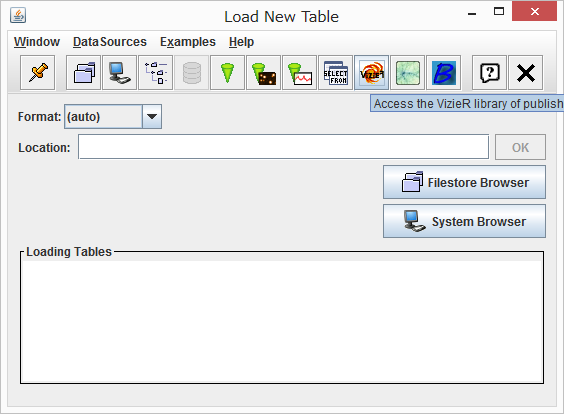 Load New Table
Window DataSources Examples Help
SELECT
FROM
VizieR
B
?
Access the VizieR library of publish
Format: (auto)
Location: OK
Filestore Browser
System Browser
Loading Tables